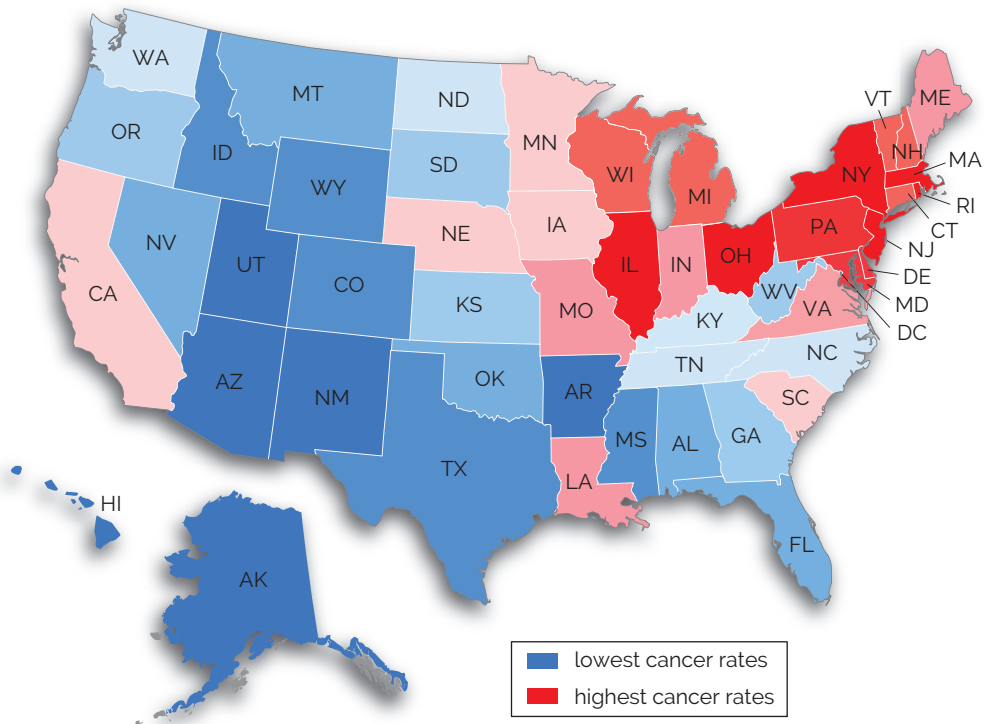 WA
MT
ND
MN
VT
ME
OR
ID
SD
WI
NH
MA
WY
MI
NY
RI
CT
NV
NE
IA
PA
NJ
UT
CO
IL
IN
OH
DE
CA
KS
MO
WV
VA
MD
KY
DC
AZ
NM
OK
AR
TN
NC
SC
TX
MS
AL
GA
LA
HI
FL
AK
lowest cancer rates
highest cancer rates